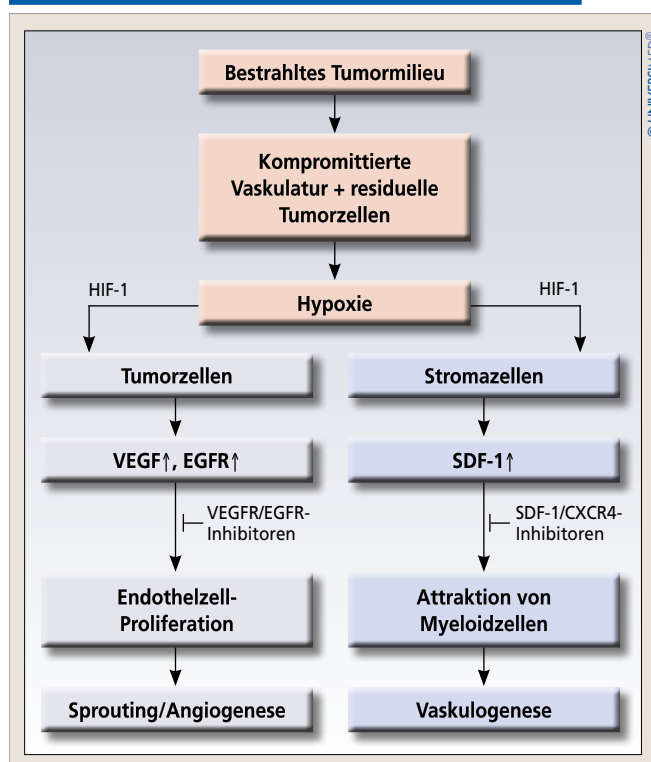 Bestrahltes Tumormilieu
Kompromittierte
Vaskulatur + residuelle
Tumorzellen
HIF-1
Hypoxie
HIF-1
Tumorzellen
Stromazellen
VEGF↑, EGFR↑
SDF-1↑
VEGFR/EGFR-
Inhibitoren
SDF-1/CXCR4-
Inhibitoren
Endothelzell-
Proliferation
Attraktion von
Myeloidzellen
Sprouting/Angiogenese
Vaskulogenese